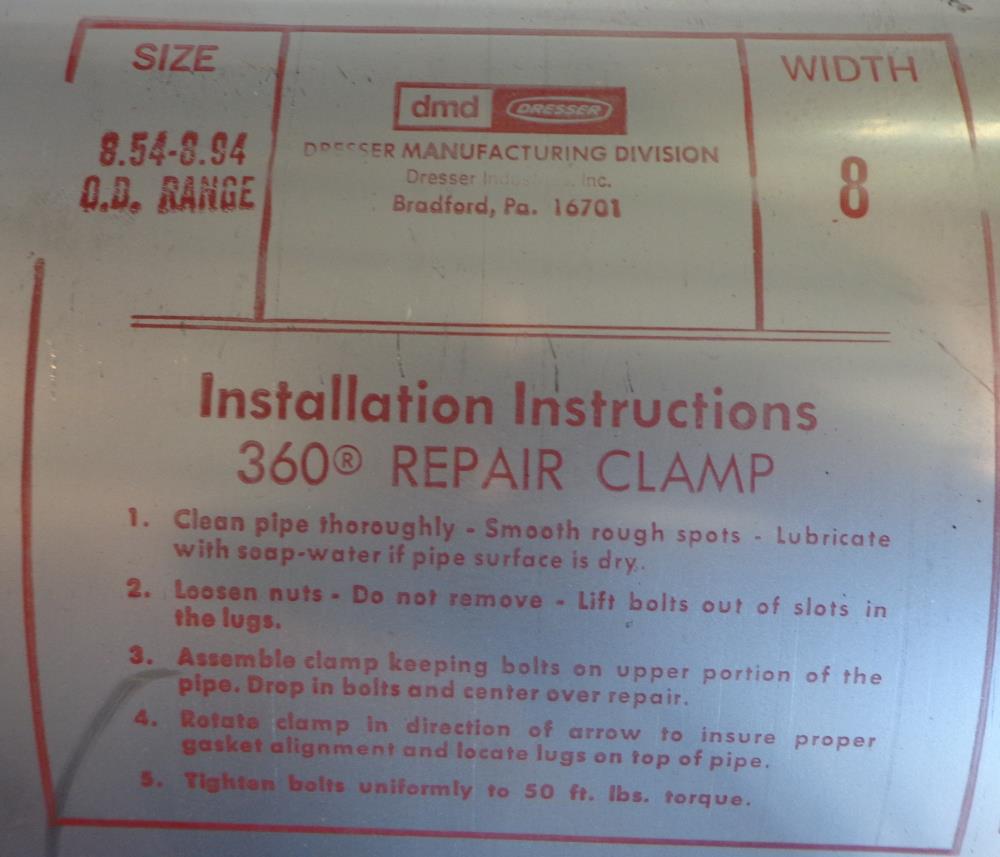 SIZE
8.54-8.94
O.D. RANGE
dmd DRESSER
DRESSER MANUFACTURING DIVISION
Dresser Industries, Inc.
Bradford, Pa. 16701
WIDTH
8
Installation Instructions
360® REPAIR CLAMP
1. Clean pipe thoroughly - Smooth rough spots - Lubricate
with soap-water if pipe surface is dry.
2. Loosen nuts - Do not remove - Lift bolts out of slots in
the lugs.
3. Assemble clamp keeping bolts on upper portion of the
pipe. Drop in bolts and center over repair.
4. Rotate clamp in direction of arrow to insure proper
gasket alignment and locate lugs on top of pipe.
5. Tighten bolts uniformly to 50 ft. lbs. torque.